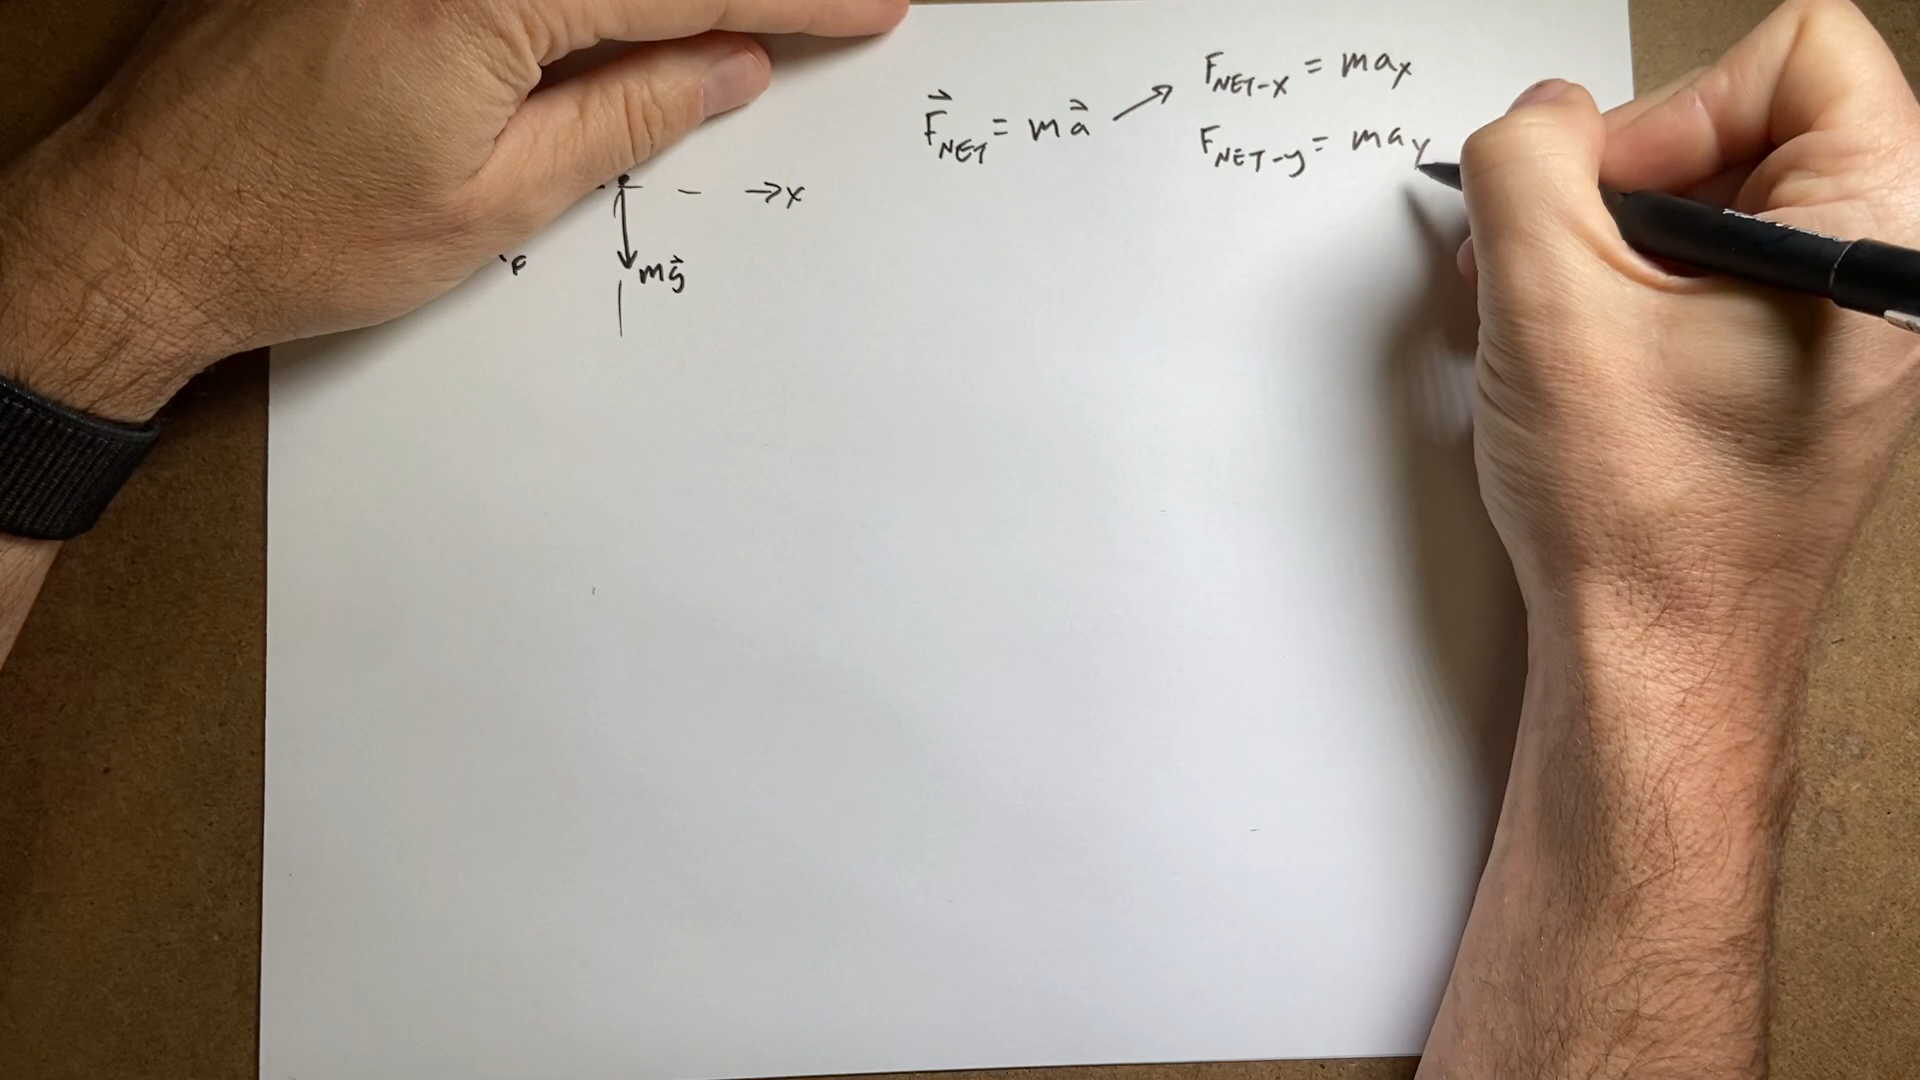 F⃗NET = ma⃗ → FNET-x = max
FNET-y = may
→x
mg⃗